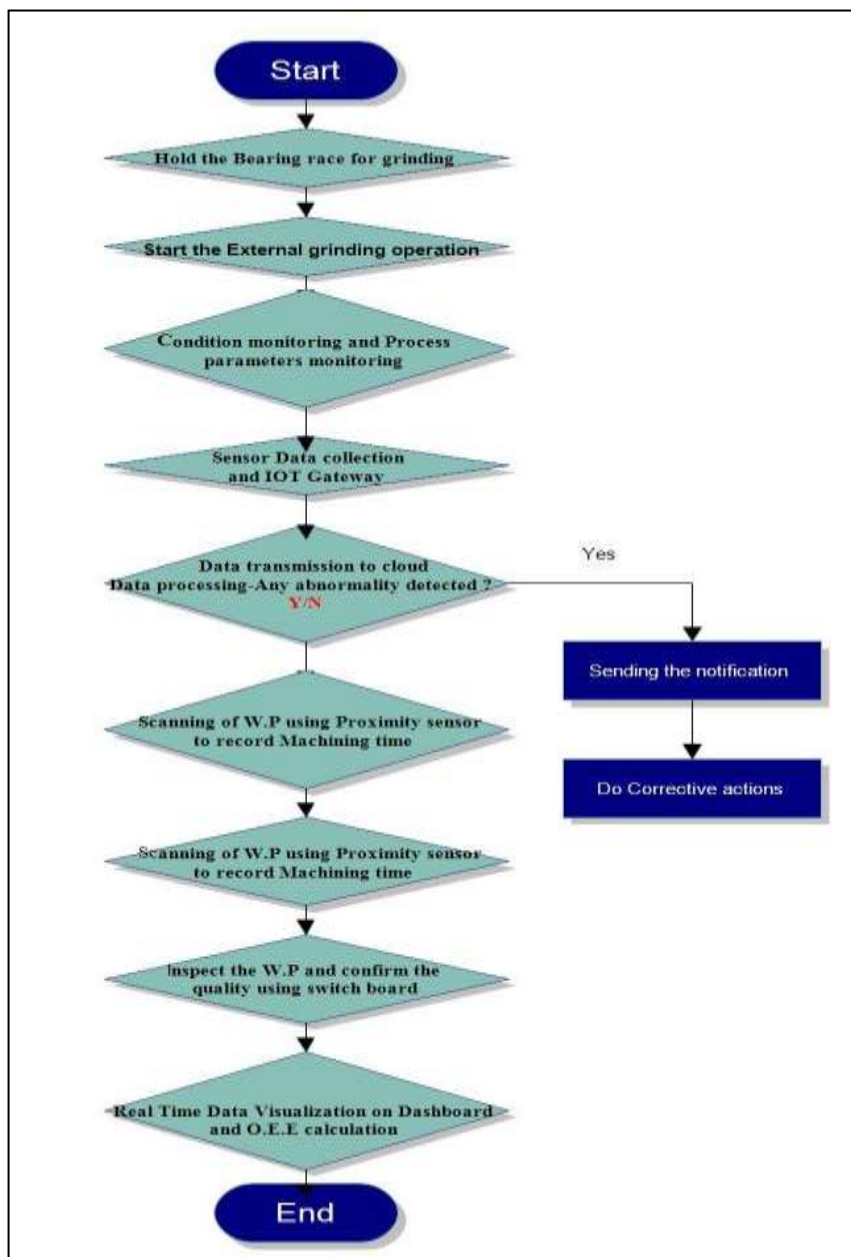 Start
Hold the Bearing race for grinding
Start the External grinding operation
Condition monitoring and Process
parameters monitoring
Sensor Data collection
and IOT Gateway
Data transmission to cloud
Data processing-Any abnormality detected ?
Y/N
Yes
Sending the notification
Do Corrective actions
Scanning of W.P using Proximity sensor
to record Machining time
Scanning of W.P using Proximity sensor
to record Machining time
Inspect the W.P and confirm the
quality using switch board
Real Time Data Visualization on Dashboard
and O.E.E calculation
End